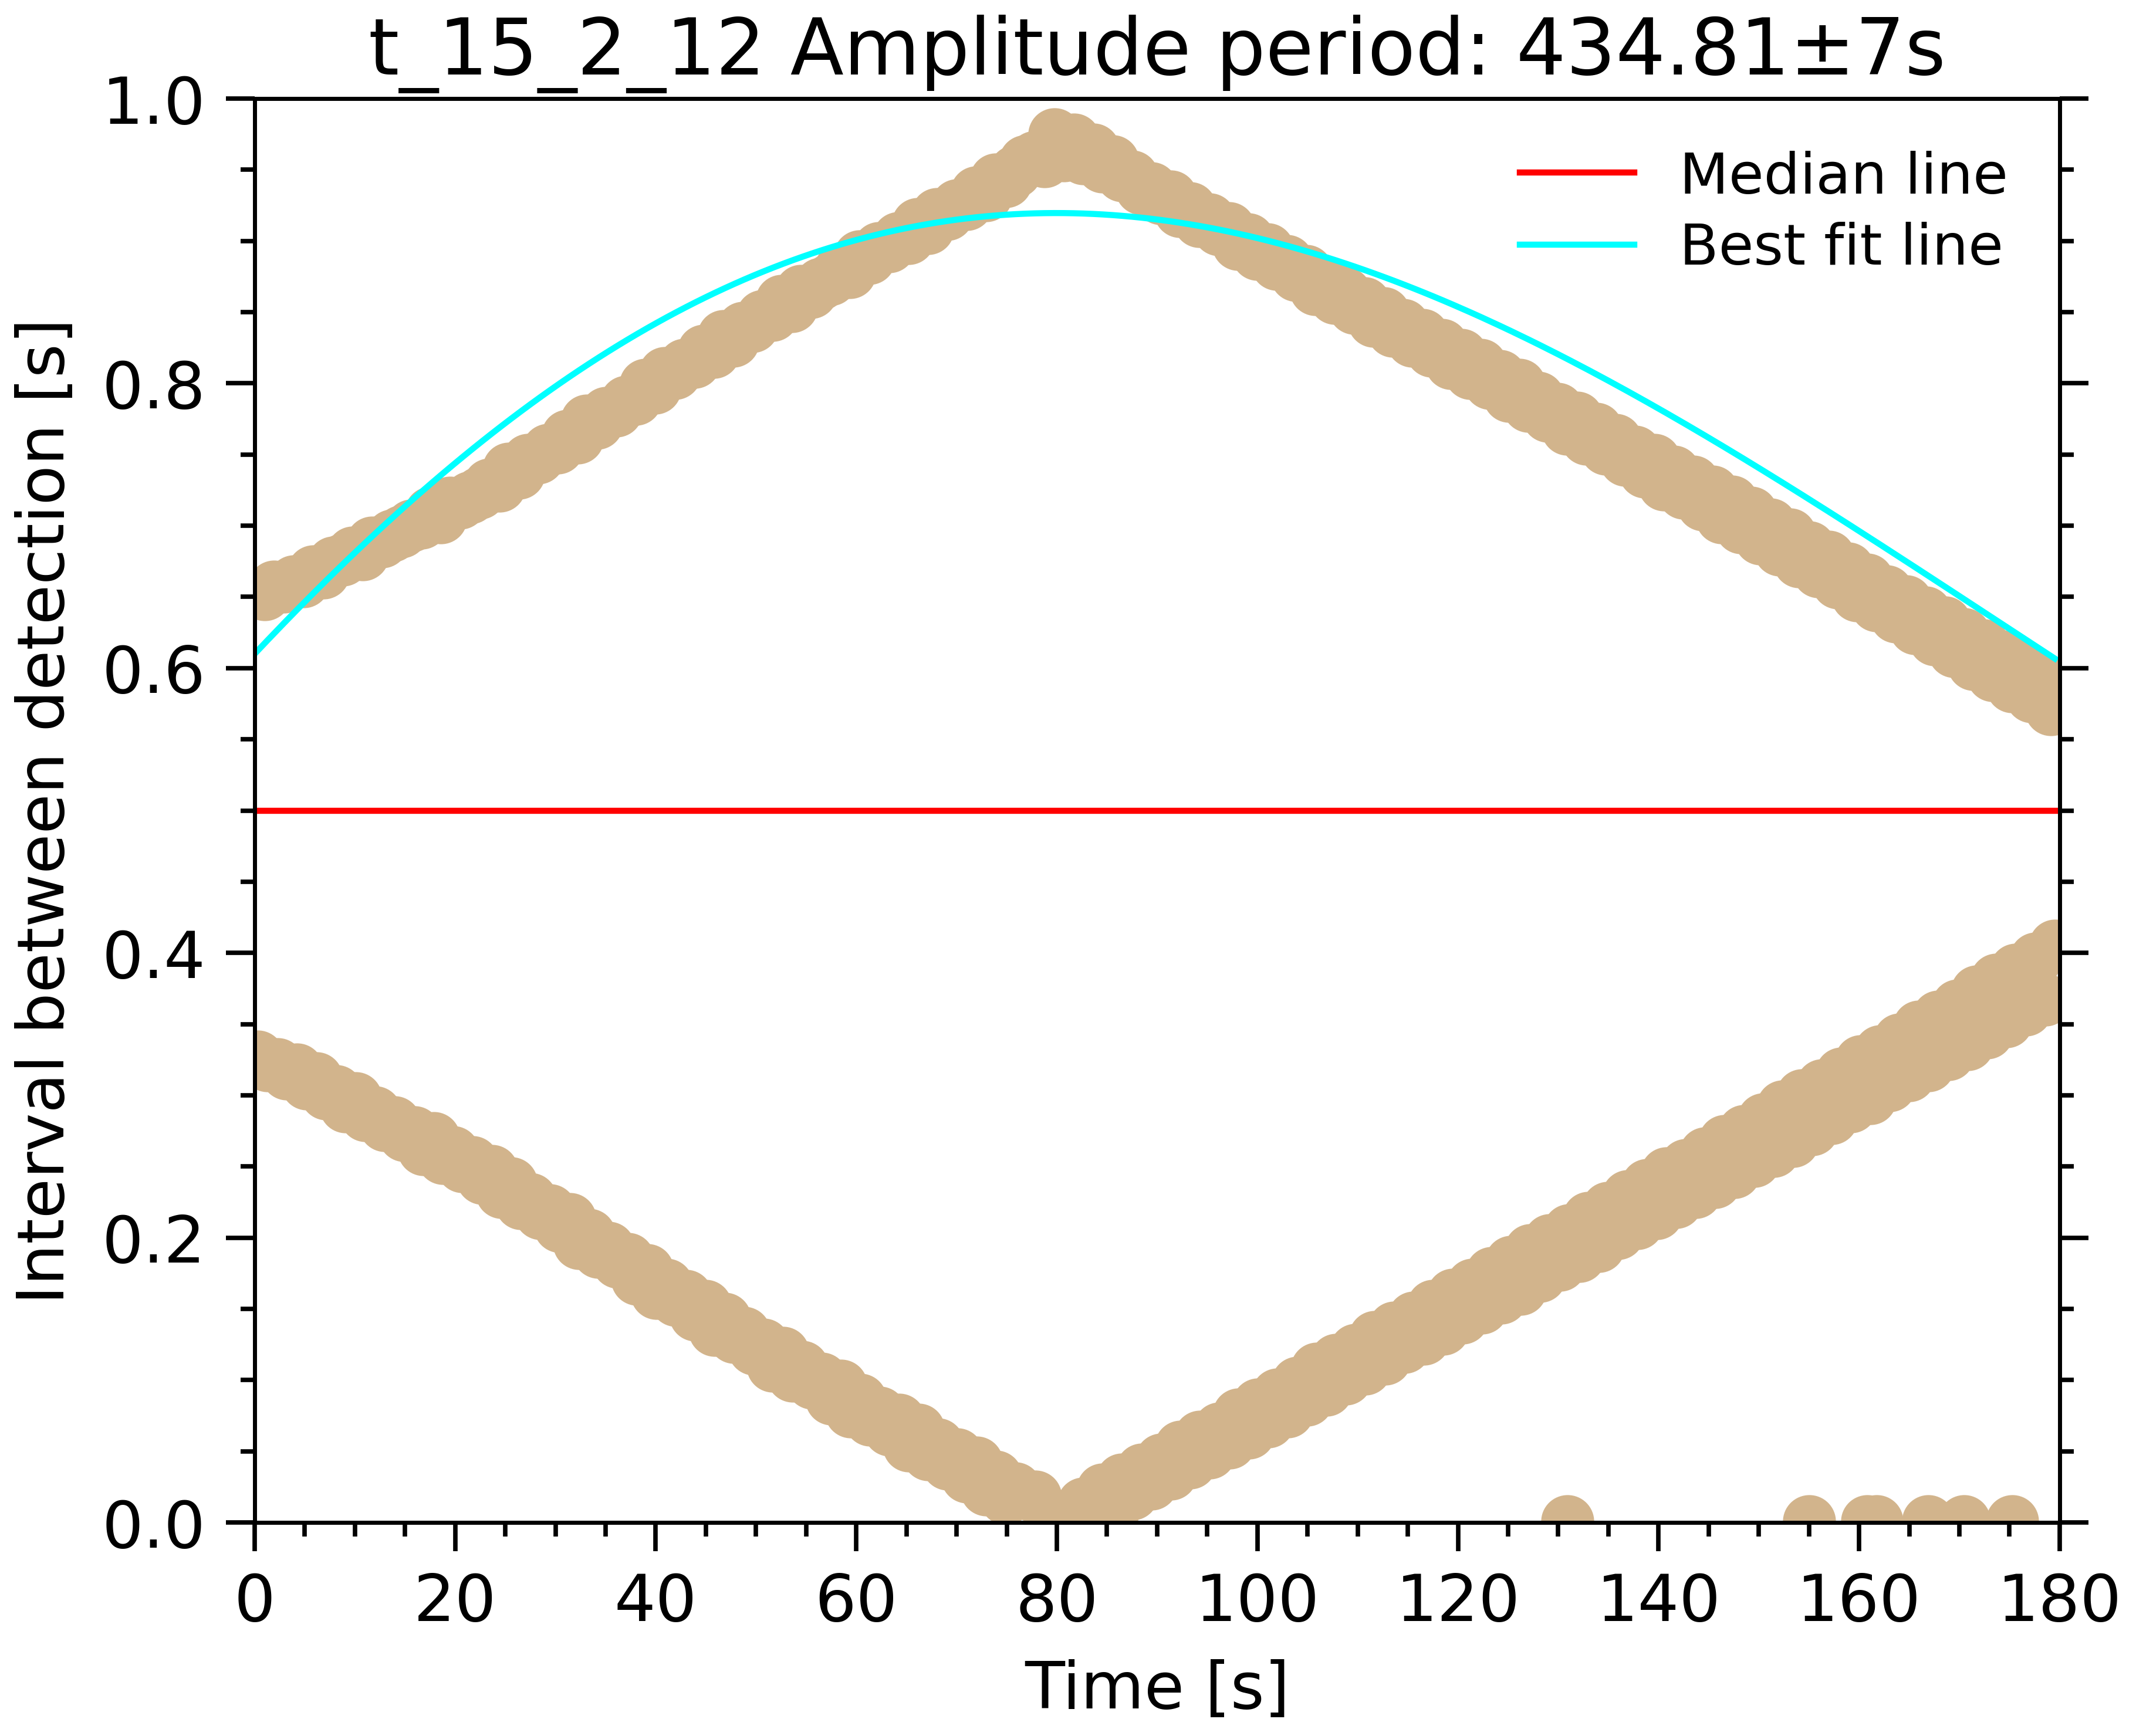 t_15_2_12 Amplitude period: 434.81±7s
1.0
0.8
0.6
0.4
0.2
0.0
Interval between detection [s]
Median line
Best fit line
0 20 40 60 80 100 120 140 160 180
Time [s]